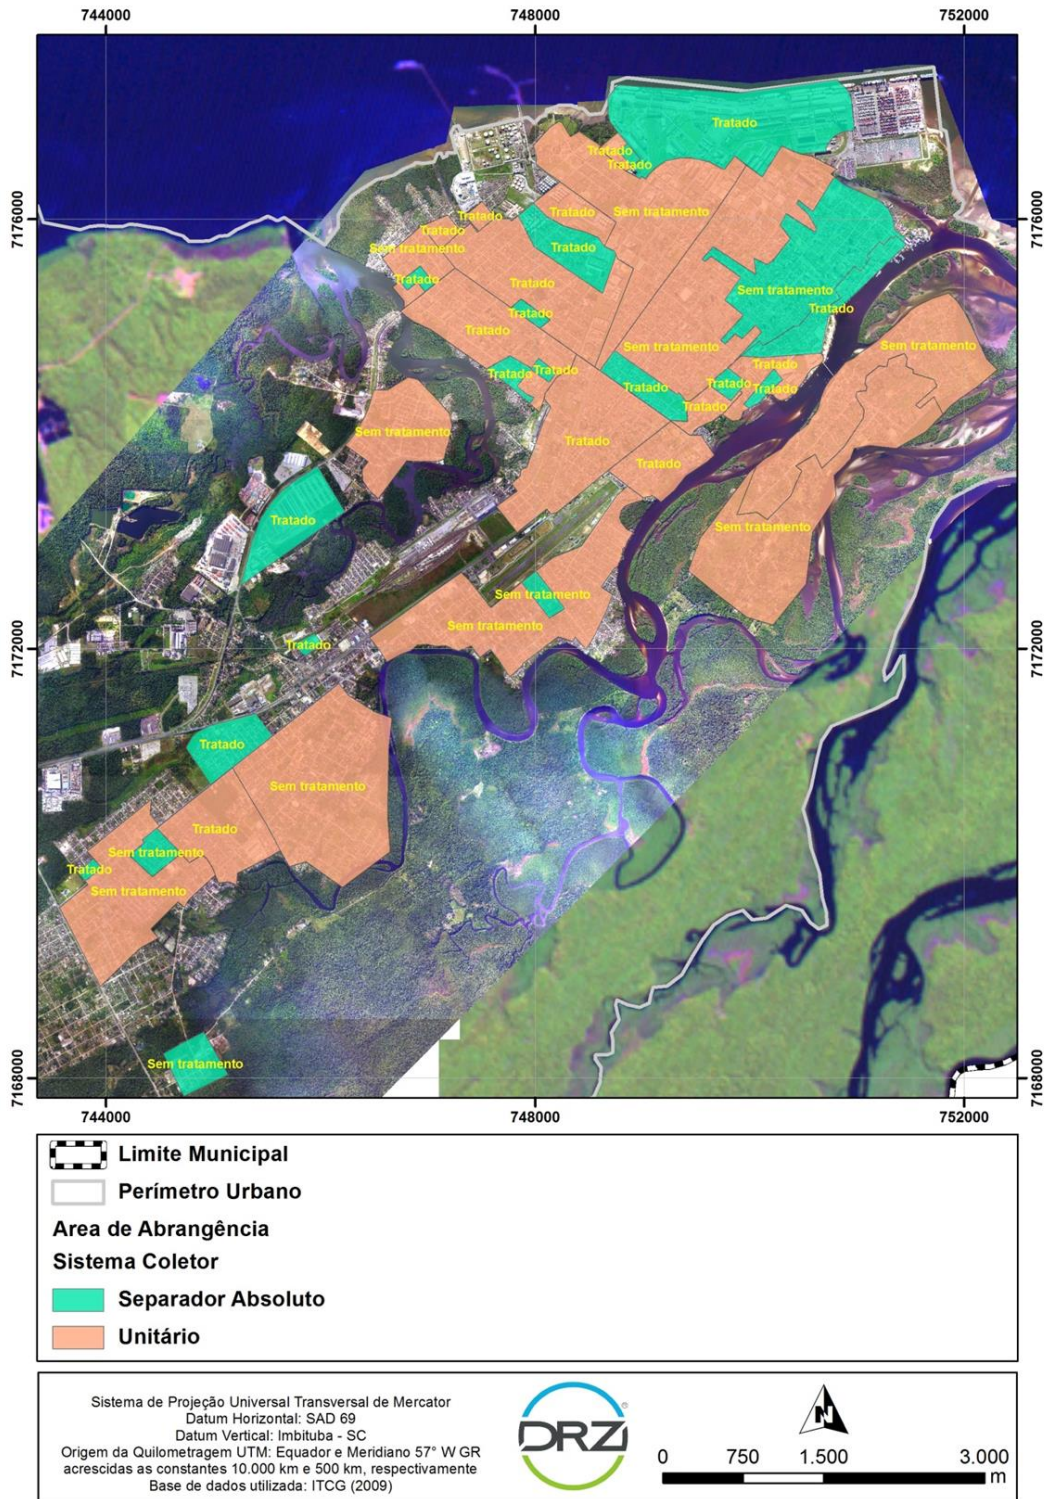 744000
748000
752000
Tratado
Tratado
Tratado
7176000
7176000
Tratado
Tratado
Sem tratamento
Tratado
Sem tratamento
Tratado
Tratado
Tratado
Sem tratamento
Tratado
Tratado
Tratado
Tratado
Sem tratamento
Sem tratamento
Tratado
Tratado
Tratado
Tratado
Tratado
Tratado
Tratado
Sem tratamento
Tratado
Tratado
Tratado
Sem tratamento
Sem tratamento
Sem tratamento
Tratado
7172000
7172000
Tratado
Sem tratamento
Tratado
Sem tratamento
Tratado
Sem tratamento
Sem tratamento
7168000
7168000
744000
748000
752000
Limite Municipal
Perímetro Urbano
Area de Abrangência
Sistema Coletor
Separador Absoluto
Unitário
Sistema de Projeção Universal Transversal de Mercator
Datum Horizontal: SAD 69
Datum Vertical: Imbituba - SC
Origem da Quilometragem UTM: Equador e Meridiano 57° W GR
acrescidas as constantes 10.000 km e 500 km, respectivamente
Base de dados utilizada: ITCG (2009)
DRZ®
N
0 750 1.500 3.000
m